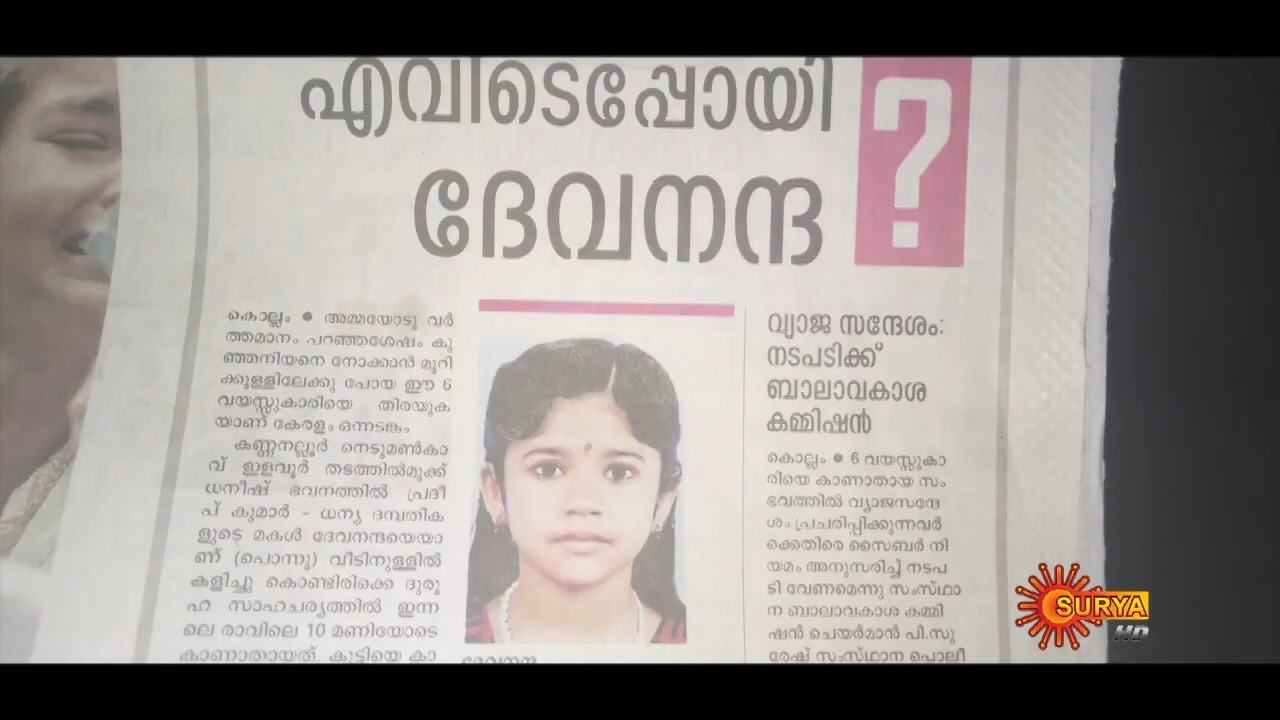 എവിടെപ്പോയി
ദേവനന്ദ ?
കൊല്ലം ● അമ്മയോടു വർ
ത്തമാനം പറഞ്ഞശേഷം കു
ഞ്ഞനിയനെ നോക്കാൻ മുറി
ക്കുള്ളിലേക്കു പോയ ഈ 6
വയസ്സുകാരിയെ തിരയുക
യാണ് കേരളം ഒന്നടങ്കം
കണ്ണനല്ലൂർ നെടുമൺകാ
വ് ഇളവൂർ തടത്തിൽമുക്ക്
ധനീഷ് ഭവനത്തിൽ പ്രദീ
പ് കുമാർ – ധന്യ ദമ്പതിക
ളുടെ മകൾ ദേവനന്ദയെയാ
ണ് (പൊന്നു) വീടിനുള്ളിൽ
കളിച്ചു കൊണ്ടിരിക്കെ ദുരൂ
ഹ സാഹചര്യത്തിൽ ഇന്ന
ലെ രാവിലെ 10 മണിയോടെ
കാണാതായത്. കുട്ടിയെ കാ
ദേവനന്ദ
വ്യാജ സന്ദേശം:
നടപടിക്ക്
ബാലാവകാശ
കമ്മിഷൻ
കൊല്ലം ● 6 വയസ്സുകാ
രിയെ കാണാതായ സം
ഭവത്തിൽ വ്യാജസന്ദേ
ശം പ്രചരിപ്പിക്കുന്നവർ
ക്കെതിരെ സൈബർ നി
യമം അനുസരിച്ച് നടപ
ടി വേണമെന്നു സംസ്ഥാ
ന ബാലാവകാശ കമ്മി
ഷൻ ചെയർമാൻ പി.സു
രേഷ് സംസ്ഥാന പൊലീ
SURYA
HD